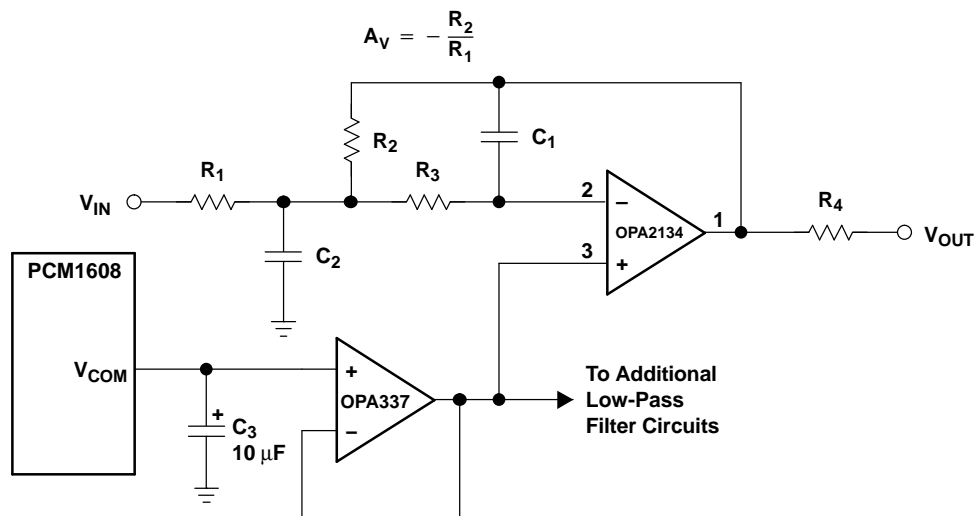 A_V = − R_2 / R_1
R_2
C_1
R_1
R_3
V_IN
2
−
OPA2134
1
R_4
V_OUT
C_2
3
+
PCM1608
V_COM
+
OPA337
−
To Additional
Low-Pass
Filter Circuits
+
C_3
10 μF